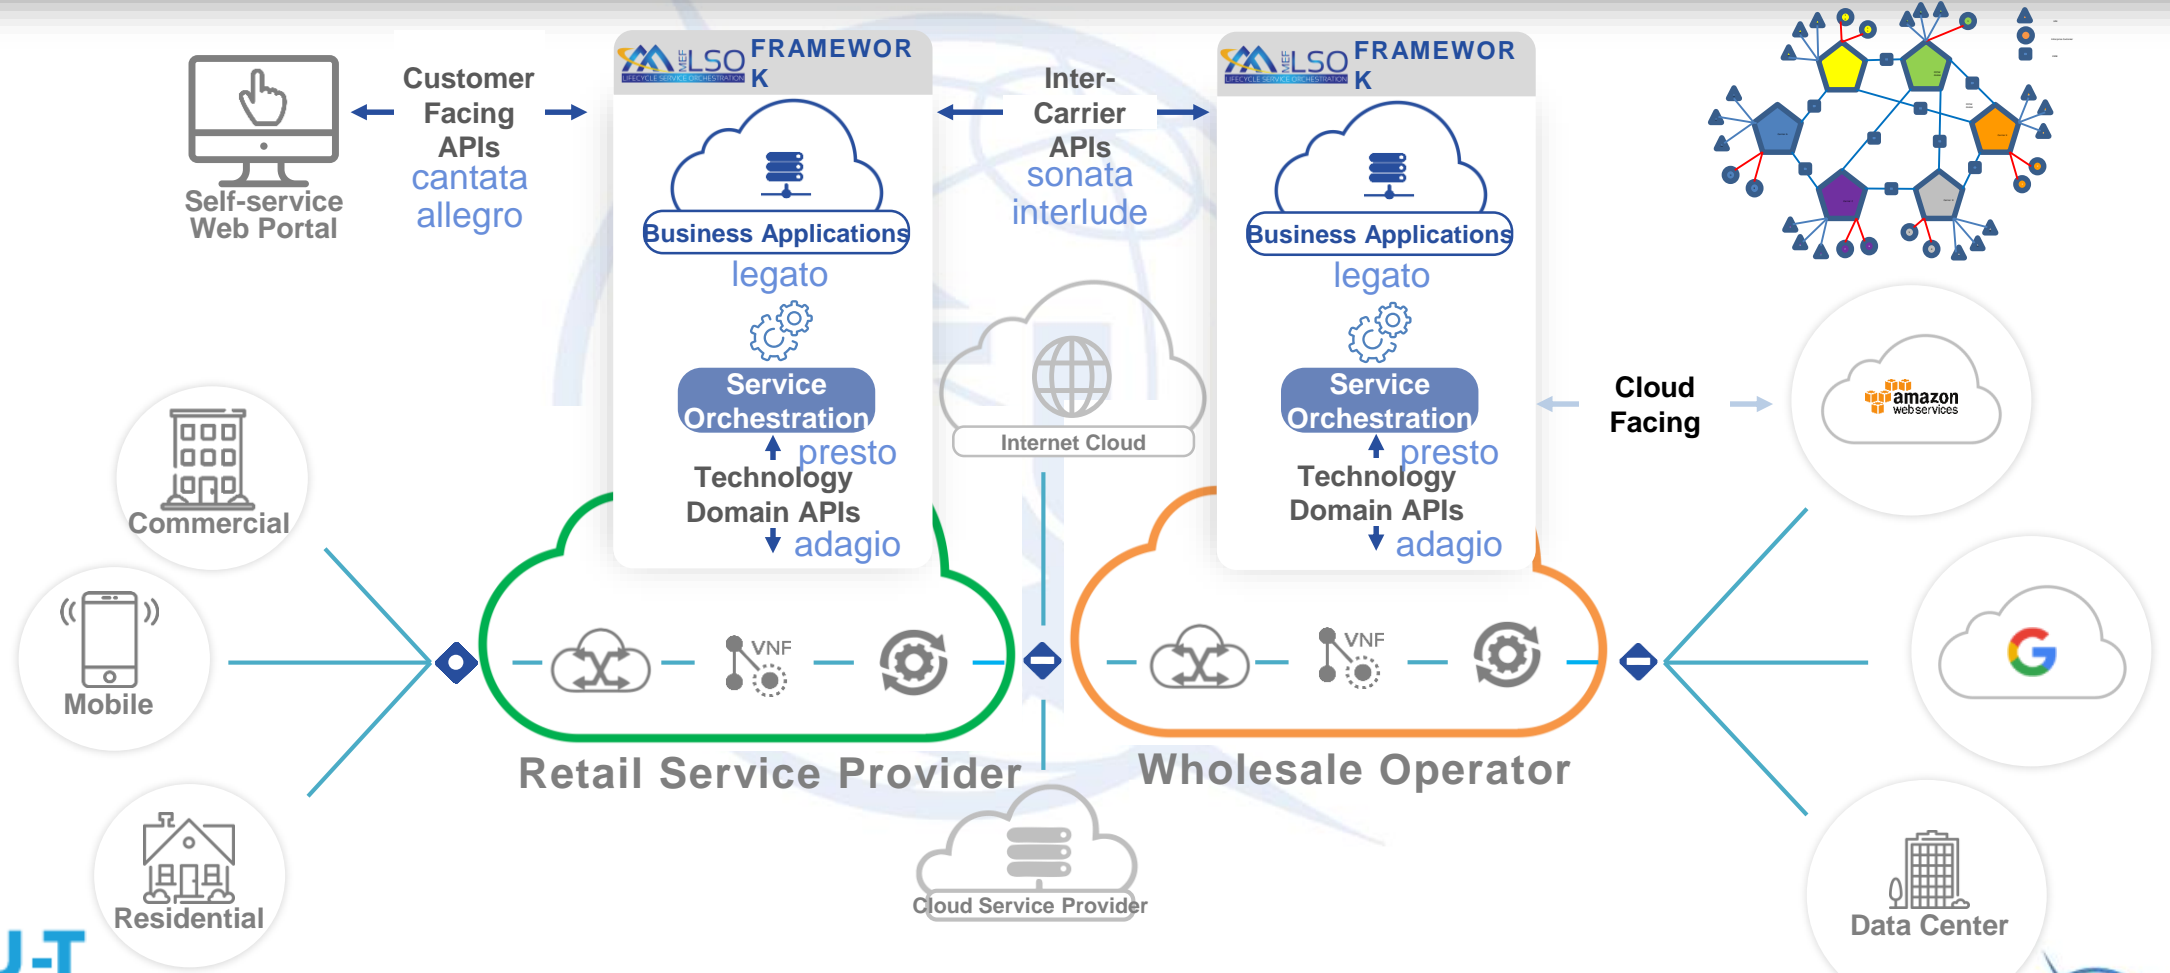 Self-service
Web Portal
Customer
Facing
APIs
cantata
allegro
MEF LSO
LIFECYCLE SERVICE ORCHESTRATION
FRAMEWOR
K
Business Applications
legato
Service
Orchestration
presto
Technology
Domain APIs
adagio
Inter-
Carrier
APIs
sonata
interlude
MEF LSO
LIFECYCLE SERVICE ORCHESTRATION
FRAMEWOR
K
Business Applications
legato
Service
Orchestration
presto
Technology
Domain APIs
adagio
Internet Cloud
Cloud
Facing
amazon
webservices
Commercial
Mobile
Residential
VNF
VNF
Retail Service Provider
Wholesale Operator
Cloud Service Provider
G
Data Center
U-T